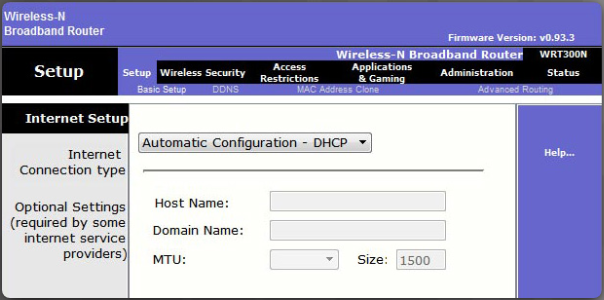 Wireless-N
Broadband Router
Firmware Version: v0.93.3
Wireless-N Broadband Router WRT300N
Setup
Setup Wireless Security Access Restrictions Applications & Gaming Administration Status
Basic Setup DDNS MAC Address Clone Advanced Routing
Internet Setup
Automatic Configuration - DHCP
Help...
Internet
Connection type
Optional Settings
(required by some
internet service
providers)
Host Name:
Domain Name:
MTU: Size: 1500